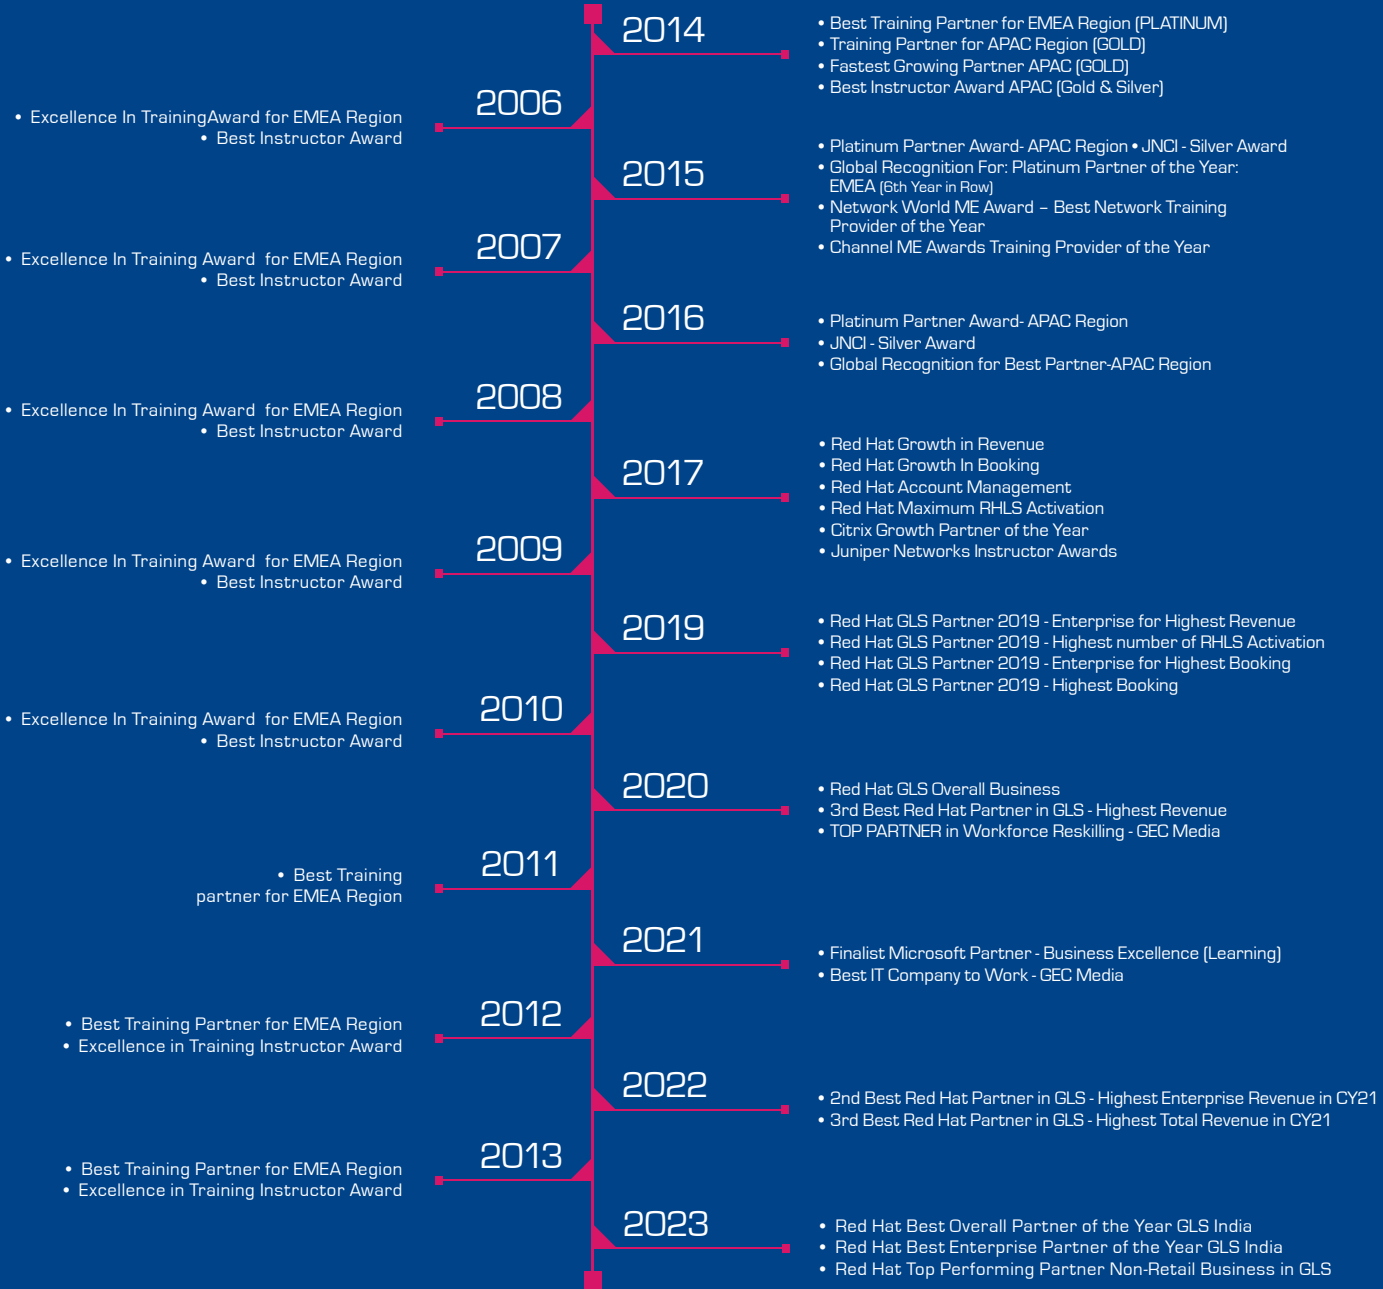 2006
• Excellence In TrainingAward for EMEA Region
• Best Instructor Award
2007
• Excellence In Training Award  for EMEA Region
• Best Instructor Award
2008
• Excellence In Training Award  for EMEA Region
• Best Instructor Award
2009
• Excellence In Training Award  for EMEA Region
• Best Instructor Award
2010
• Excellence In Training Award  for EMEA Region
• Best Instructor Award
2011
• Best Training
partner for EMEA Region
2012
• Best Training Partner for EMEA Region
• Excellence in Training Instructor Award
2013
• Best Training Partner for EMEA Region
• Excellence in Training Instructor Award
2014
• Best Training Partner for EMEA Region (PLATINUM)
• Training Partner for APAC Region (GOLD)
• Fastest Growing Partner APAC (GOLD)
• Best Instructor Award APAC (Gold & Silver)
2015
• Platinum Partner Award- APAC Region • JNCI - Silver Award
• Global Recognition For: Platinum Partner of the Year:
EMEA (6th Year in Row)
• Network World ME Award – Best Network Training
Provider of the Year
• Channel ME Awards Training Provider of the Year
2016
• Platinum Partner Award- APAC Region
• JNCI - Silver Award
• Global Recognition for Best Partner-APAC Region
2017
• Red Hat Growth in Revenue
• Red Hat Growth In Booking
• Red Hat Account Management
• Red Hat Maximum RHLS Activation
• Citrix Growth Partner of the Year
• Juniper Networks Instructor Awards
2019
• Red Hat GLS Partner 2019 - Enterprise for Highest Revenue
• Red Hat GLS Partner 2019 - Highest number of RHLS Activation
• Red Hat GLS Partner 2019 - Enterprise for Highest Booking
• Red Hat GLS Partner 2019 - Highest Booking
2020
• Red Hat GLS Overall Business
• 3rd Best Red Hat Partner in GLS - Highest Revenue
• TOP PARTNER in Workforce Reskilling - GEC Media
2021
• Finalist Microsoft Partner - Business Excellence (Learning)
• Best IT Company to Work - GEC Media
2022
• 2nd Best Red Hat Partner in GLS - Highest Enterprise Revenue in CY21
• 3rd Best Red Hat Partner in GLS - Highest Total Revenue in CY21
2023
• Red Hat Best Overall Partner of the Year GLS India
• Red Hat Best Enterprise Partner of the Year GLS India
• Red Hat Top Performing Partner Non-Retail Business in GLS